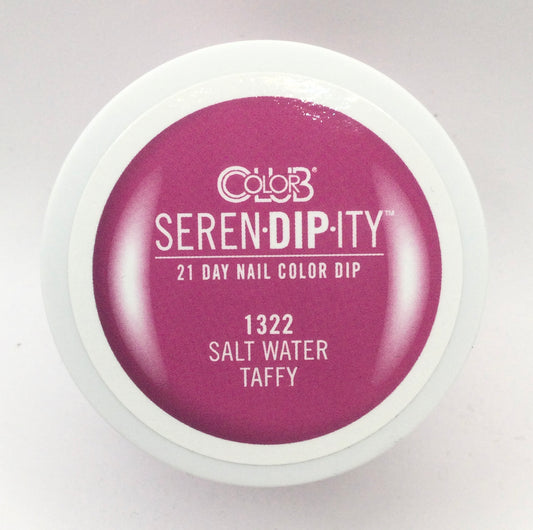 COLOR CLUB®
SEREN·DIP·ITY™
21 DAY NAIL COLOR DIP
1322
SALT WATER
TAFFY